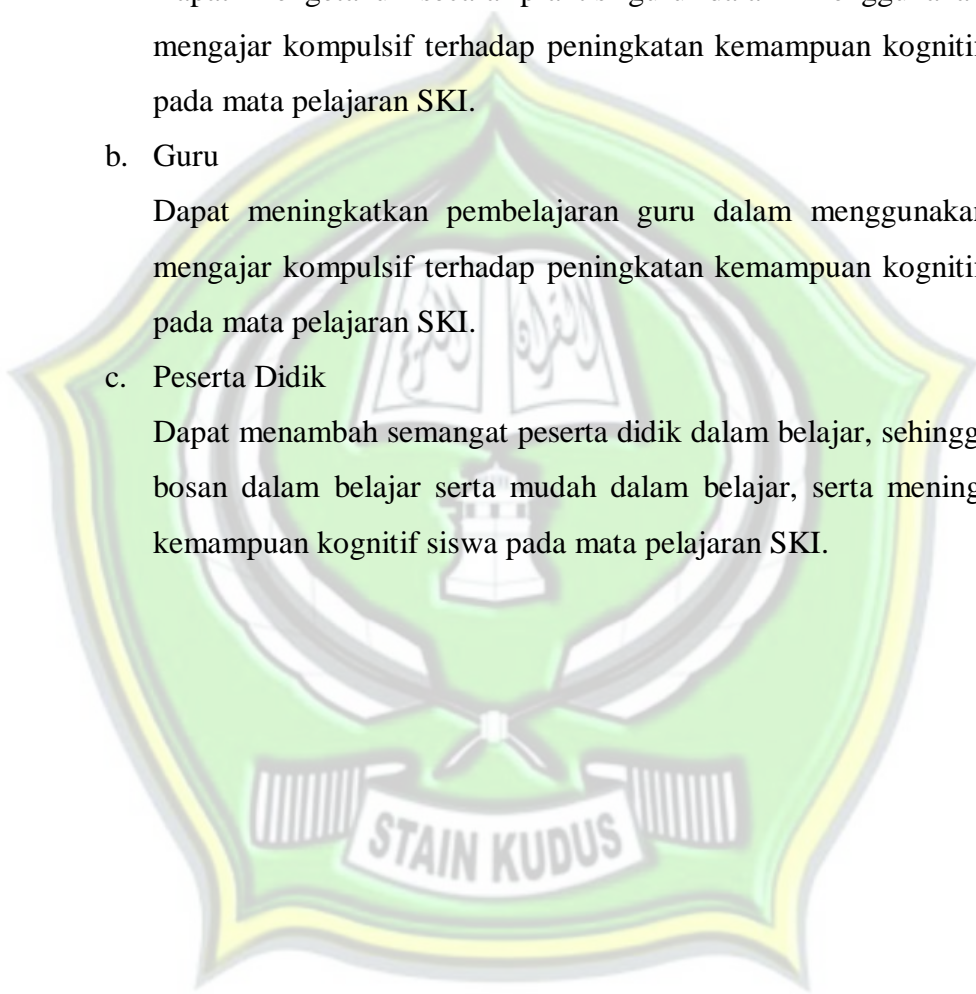 mengajar kompulsif terhadap peningkatan kemampuan kognitif
pada mata pelajaran SKI.
b. Guru
Dapat meningkatkan pembelajaran guru dalam menggunakan
mengajar kompulsif terhadap peningkatan kemampuan kognitif
pada mata pelajaran SKI.
c. Peserta Didik
Dapat menambah semangat peserta didik dalam belajar, sehingg
bosan dalam belajar serta mudah dalam belajar, serta mening
kemampuan kognitif siswa pada mata pelajaran SKI.
STAIN KUDUS